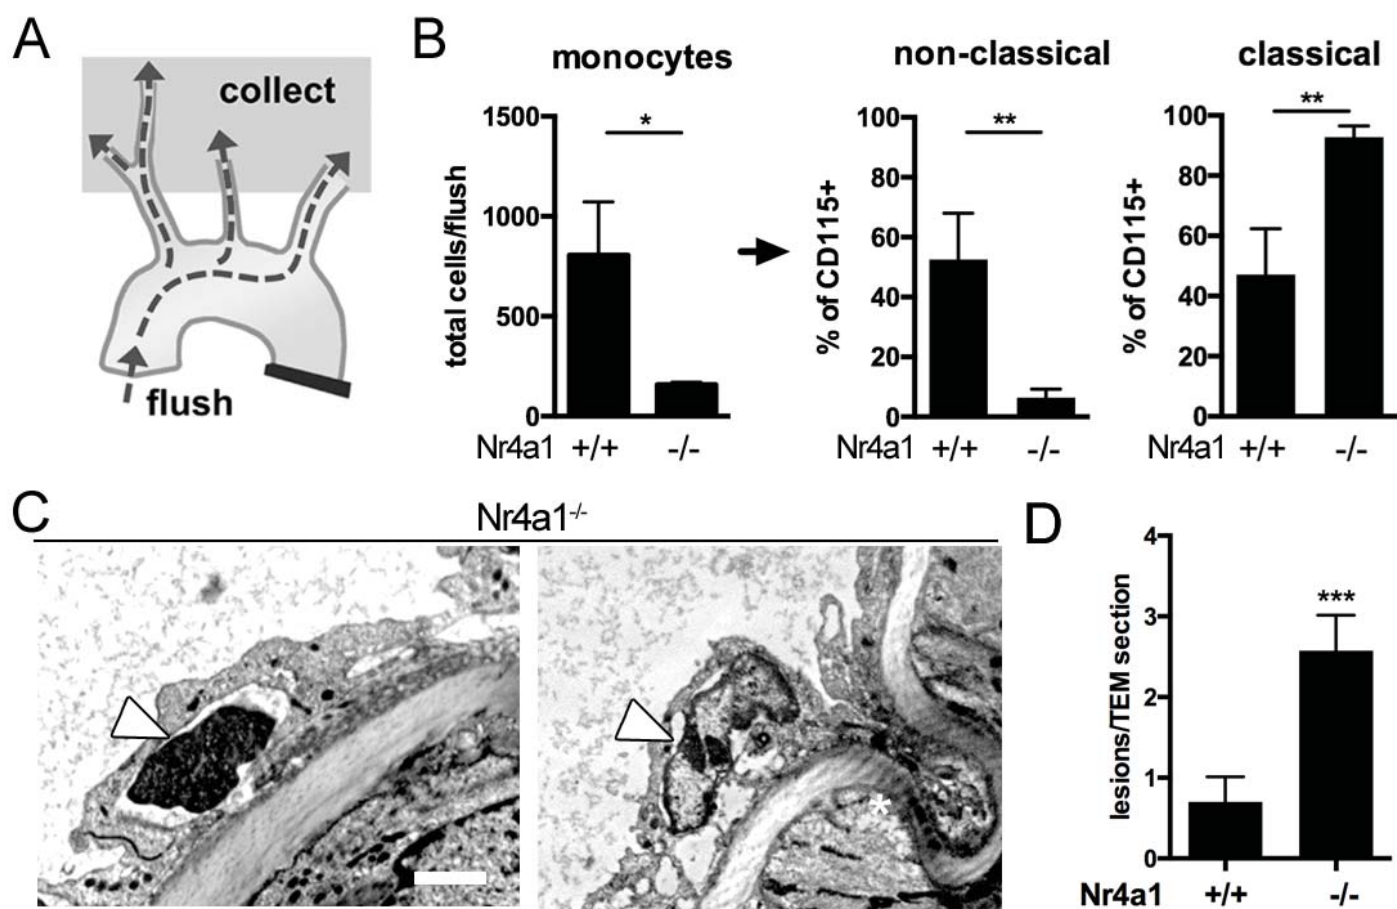 A
collect
flush
B
monocytes
non-classical
classical
total cells/flush
1500
1000
500
0
*
Nr4a1 +/+ -/-
% of CD115+
100
80
60
40
20
0
**
Nr4a1 +/+ -/-
% of CD115+
100
80
60
40
20
0
**
Nr4a1 +/+ -/-
C
Nr4a1-/-
*
D
lesions/TEM section
4
3
2
1
0
***
Nr4a1 +/+ -/-